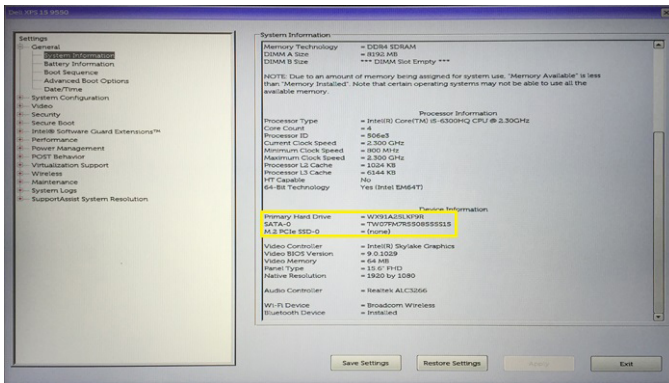 Dell XPS 15 9550
Settings
General
System Information
Battery Information
Boot Sequence
Advanced Boot Options
Date/Time
System Configuration
Video
Security
Secure Boot
Intel® Software Guard Extensions™
Performance
Power Management
POST Behavior
Virtualization Support
Wireless
Maintenance
System Logs
SupportAssist System Resolution
System Information
Memory Technology = DDR4 SDRAM
DIMM A Size = 8192 MB
DIMM B Size *** DIMM Slot Empty ***
NOTE: Due to an amount of memory being assigned for system use, "Memory Available" is less
than "Memory Installed". Note that certain operating systems may not be able to use all the
available memory.
Processor Information
Processor Type = Intel(R) Core(TM) i5-6300HQ CPU @ 2.30GHz
Core Count = 4
Processor ID = 506e3
Current Clock Speed = 2.300 GHz
Minimum Clock Speed = 800 MHz
Maximum Clock Speed = 2.300 GHz
Processor L2 Cache = 1024 KB
Processor L3 Cache = 6144 KB
HT Capable No
64-Bit Technology Yes (Intel EM64T)
Device Information
Primary Hard Drive = WX91A25LKP9R
SATA-0 = TW07FM7R5508555S15
M.2 PCIe SSD-0 = (none)
Video Controller = Intel(R) Skylake Graphics
Video BIOS Version = 9.0.1029
Video Memory = 64 MB
Panel Type = 15.6" FHD
Native Resolution = 1920 by 1080
Audio Controller = Realtek ALC3266
Wi-Fi Device = Broadcom Wireless
Bluetooth Device = Installed
Save Settings
Restore Settings
Apply
Exit